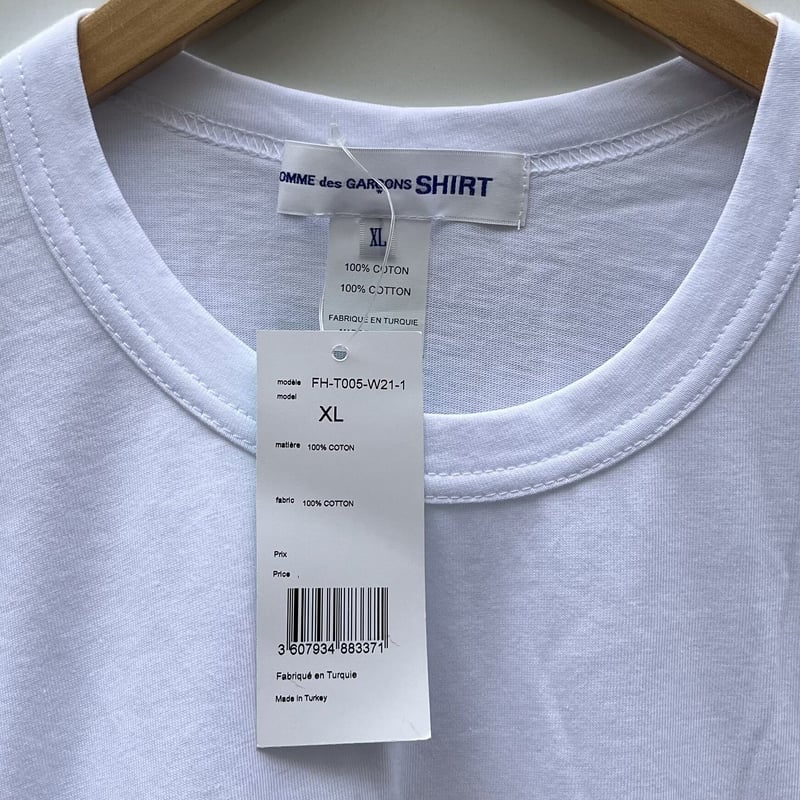 OMME des GARÇONS SHIRT
XL
100% COTON
100% COTTON
FABRIQUE EN TURQUIE
modèle FH-T005-W21-1
model
XL
matière 100% COTON
fabric 100% COTTON
Prix
Price
3 607934 883371
Fabriqué en Turquie
Made in Turkey